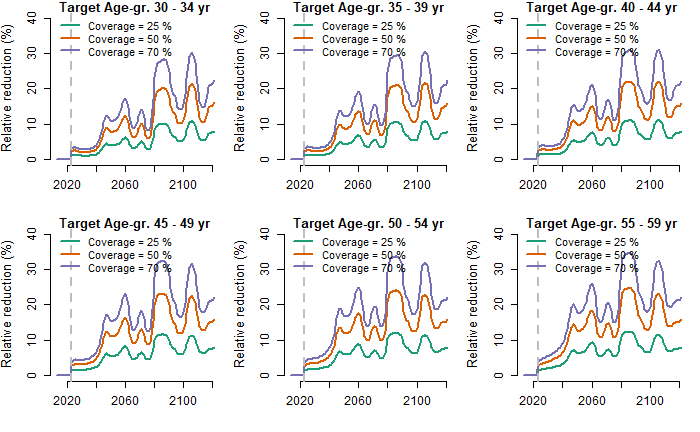 Target Age-gr. 30 - 34 yr
Coverage = 25 %
Coverage = 50 %
Coverage = 70 %
Relative reduction (%)
40
30
20
10
0
2020
2060
2100
Target Age-gr. 35 - 39 yr
Coverage = 25 %
Coverage = 50 %
Coverage = 70 %
Relative reduction (%)
40
30
20
10
0
2020
2060
2100
Target Age-gr. 40 - 44 yr
Coverage = 25 %
Coverage = 50 %
Coverage = 70 %
Relative reduction (%)
40
30
20
10
0
2020
2060
2100
Target Age-gr. 45 - 49 yr
Coverage = 25 %
Coverage = 50 %
Coverage = 70 %
Relative reduction (%)
40
30
20
10
0
2020
2060
2100
Target Age-gr. 50 - 54 yr
Coverage = 25 %
Coverage = 50 %
Coverage = 70 %
Relative reduction (%)
40
30
20
10
0
2020
2060
2100
Target Age-gr. 55 - 59 yr
Coverage = 25 %
Coverage = 50 %
Coverage = 70 %
Relative reduction (%)
40
30
20
10
0
2020
2060
2100